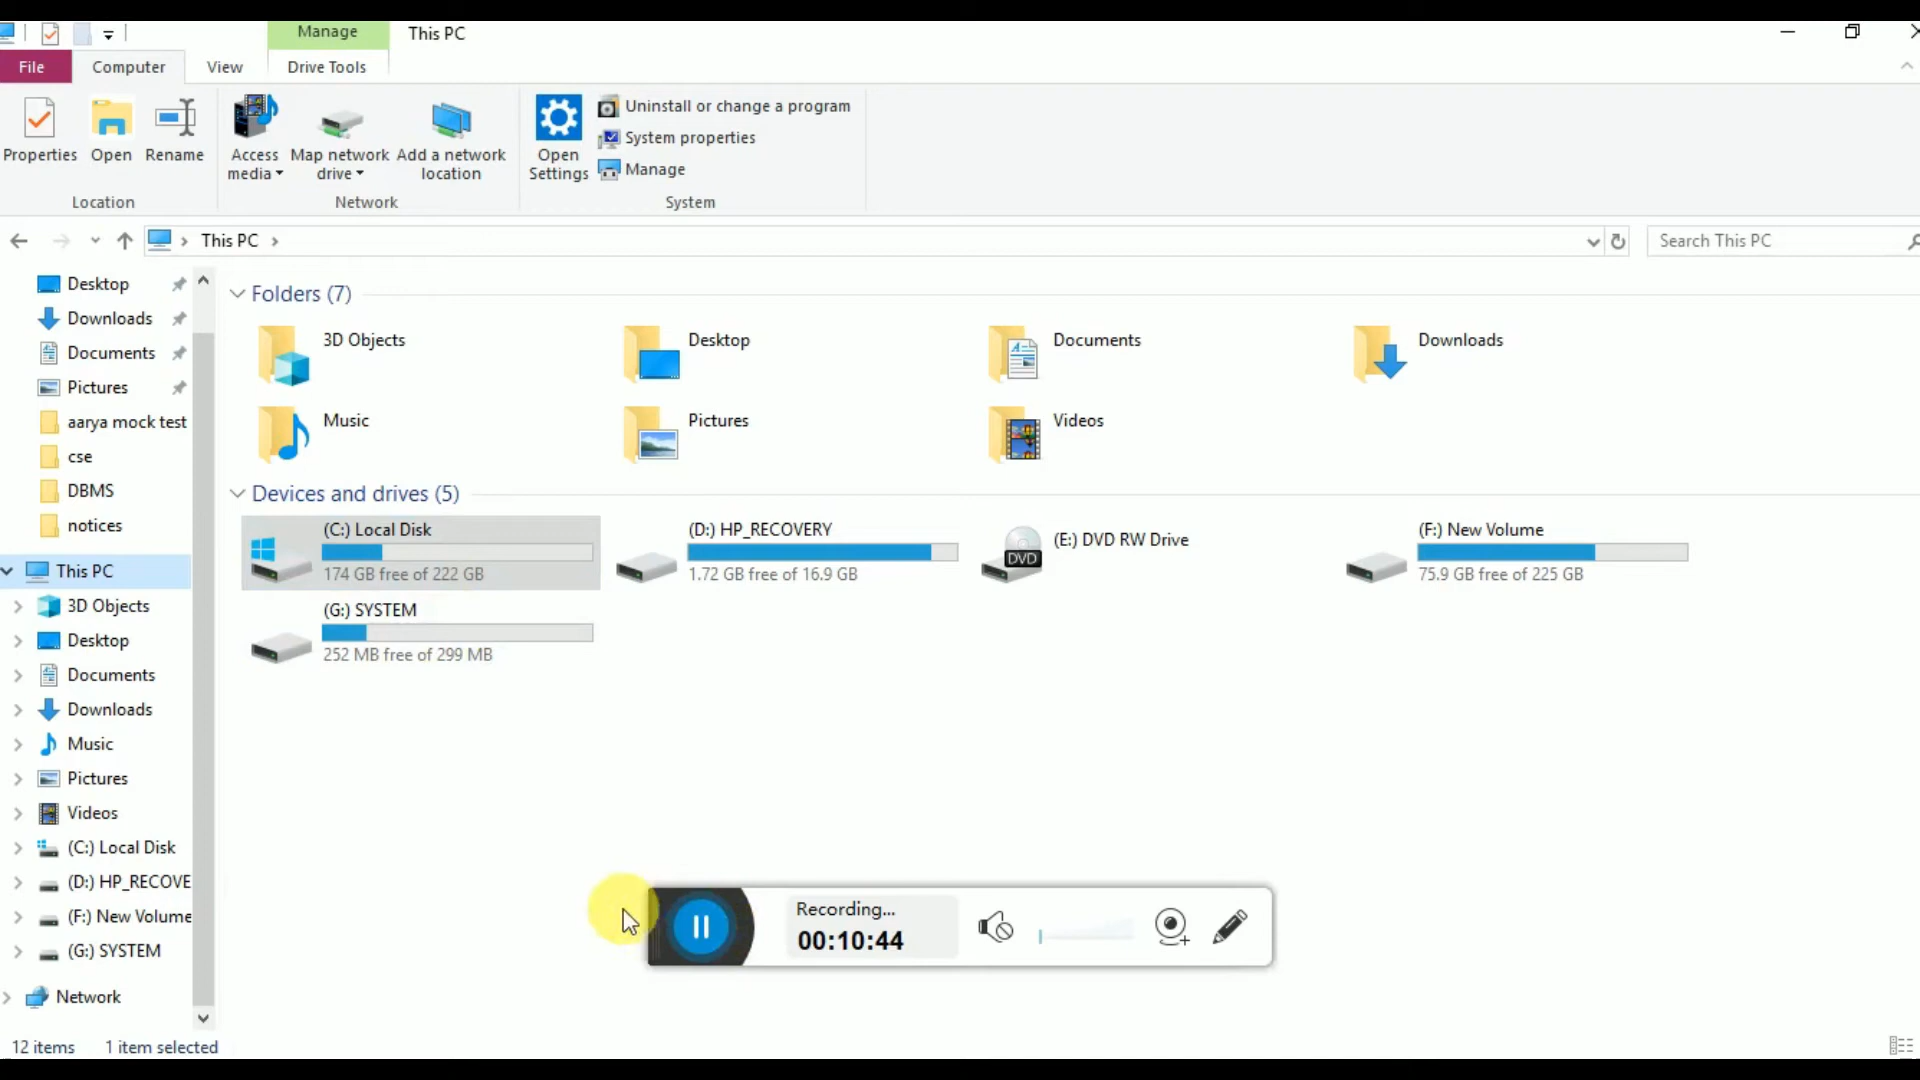 Manage
This PC
File
Computer
View
Drive Tools
Properties
Open
Rename
Access media
Map network drive
Add a network location
Open Settings
Uninstall or change a program
System properties
Manage
Location
Network
System
This PC
Search This PC
Desktop
Downloads
Documents
Pictures
aarya mock test
cse
DBMS
notices
This PC
3D Objects
Desktop
Documents
Downloads
Music
Pictures
Videos
(C:) Local Disk
(D:) HP_RECOVE
(F:) New Volume
(G:) SYSTEM
Network
Folders (7)
3D Objects
Desktop
Documents
Downloads
Music
Pictures
Videos
Devices and drives (5)
(C:) Local Disk
174 GB free of 222 GB
(D:) HP_RECOVERY
1.72 GB free of 16.9 GB
DVD
(E:) DVD RW Drive
(F:) New Volume
75.9 GB free of 225 GB
(G:) SYSTEM
252 MB free of 299 MB
Recording...
00:10:44
12 items
1 item selected